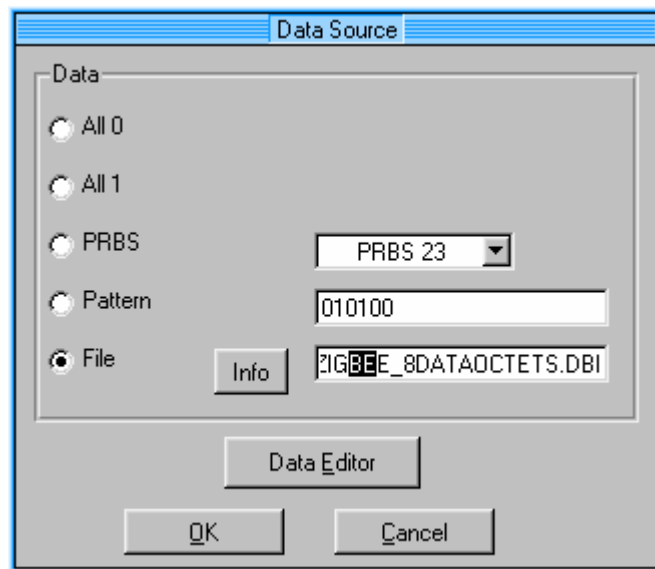 Data Source
Data
All 0
All 1
PRBS
PRBS 23
Pattern
010100
File
Info
ZIGBEE_8DATAOCTETS.DBI
Data Editor
OK
Cancel